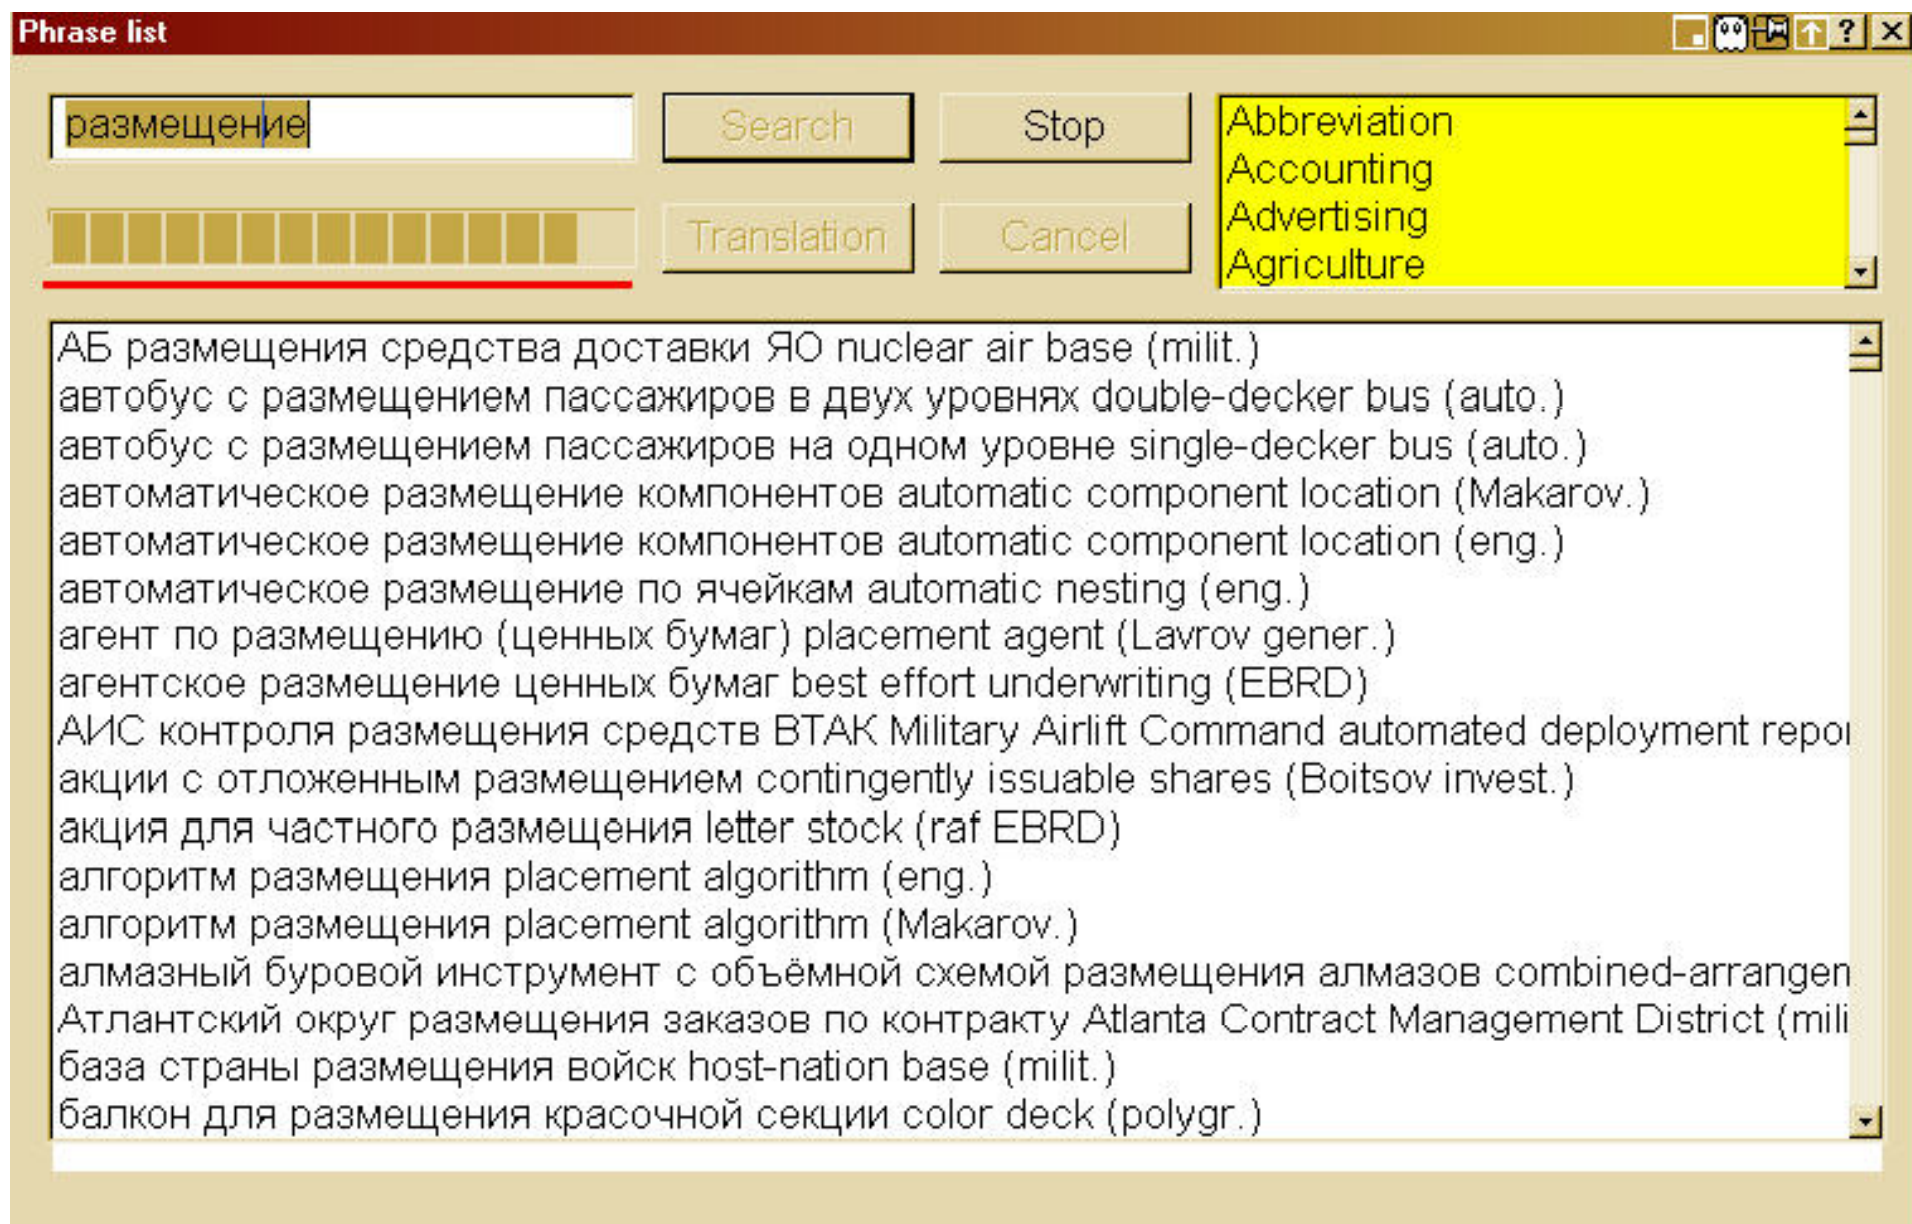 Phrase list
размещение
Search
Stop
Translation
Cancel
Abbreviation
Accounting
Advertising
Agriculture
АБ размещения средства доставки ЯО nuclear air base (milit.)
автобус с размещением пассажиров в двух уровнях double-decker bus (auto.)
автобус с размещением пассажиров на одном уровне single-decker bus (auto.)
автоматическое размещение компонентов automatic component location (Makarov.)
автоматическое размещение компонентов automatic component location (eng.)
автоматическое размещение по ячейкам automatic nesting (eng.)
агент по размещению (ценных бумаг) placement agent (Lavrov gener.)
агентское размещение ценных бумаг best effort underwriting (EBRD)
АИС контроля размещения средств ВТАК Military Airlift Command automated deployment repor
акции с отложенным размещением contingently issuable shares (Boitsov invest.)
акция для частного размещения letter stock (raf EBRD)
алгоритм размещения placement algorithm (eng.)
алгоритм размещения placement algorithm (Makarov.)
алмазный буровой инструмент с объёмной схемой размещения алмазов combined-arrangem
Атлантский округ размещения заказов по контракту Atlanta Contract Management District (mili
база страны размещения войск host-nation base (milit.)
балкон для размещения красочной секции color deck (polygr.)